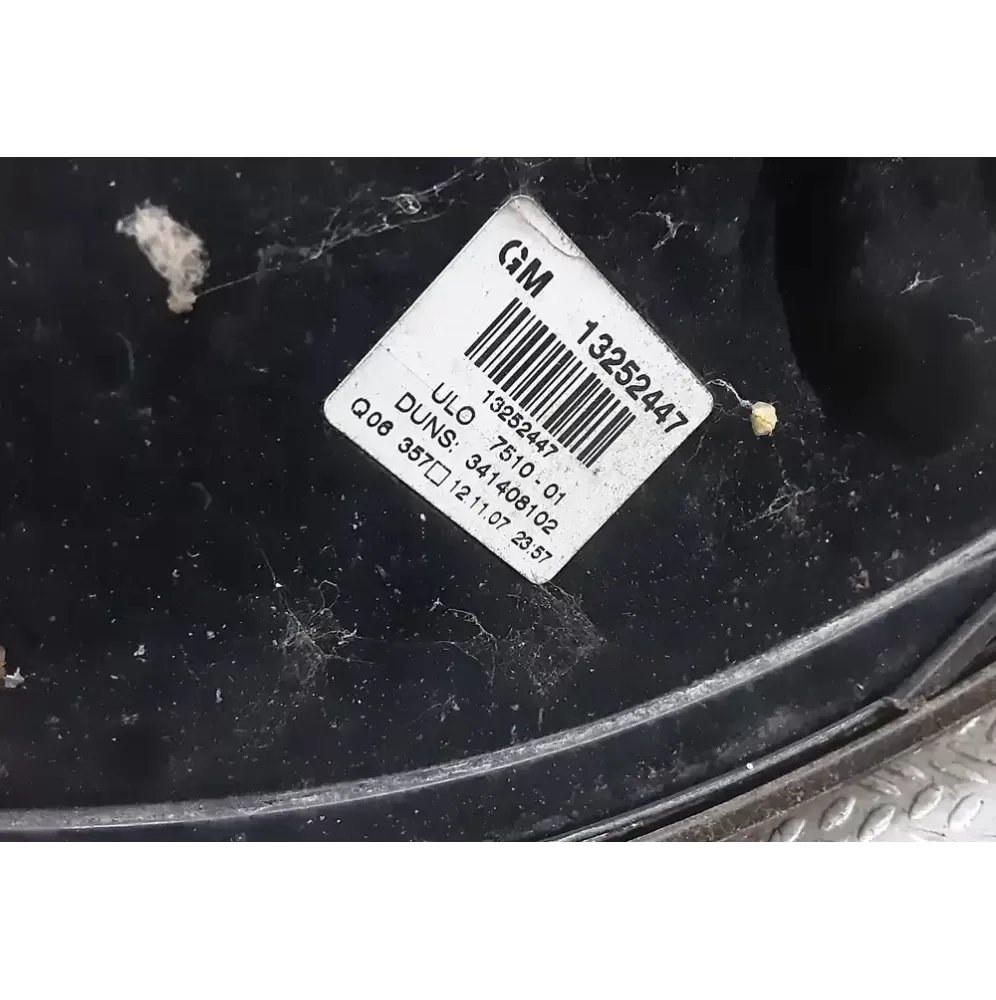 GM
13252447
13252447
ULO 7510-01
DUNS: 341408102
Q06 357□ 12.11.07 23:57